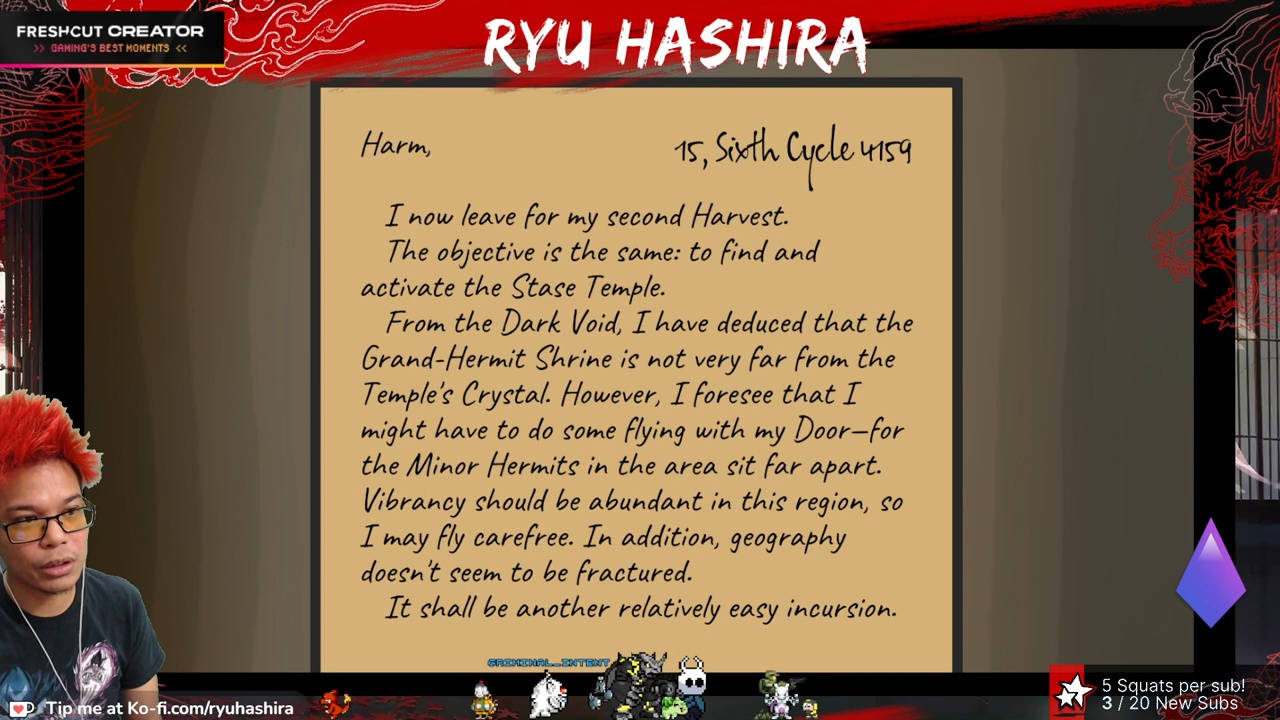 FRESHCUT CREATOR
>> GAMING'S BEST MOMENTS <<
RYU HASHIRA
Harm,
15, Sixth Cycle 4159
I now leave for my second Harvest.
The objective is the same: to find and
activate the Stase Temple.
From the Dark Void, I have deduced that the
Grand-Hermit Shrine is not very far from the
Temple's Crystal. However, I foresee that I
might have to do some flying with my Door—for
the Minor Hermits in the area sit far apart.
Vibrancy should be abundant in this region, so
I may fly carefree. In addition, geography
doesn't seem to be fractured.
It shall be another relatively easy incursion.
GRIMINAL_INTENT
Tip me at Ko-fi.com/ryuhashira
5 Squats per sub!
3 / 20 New Subs